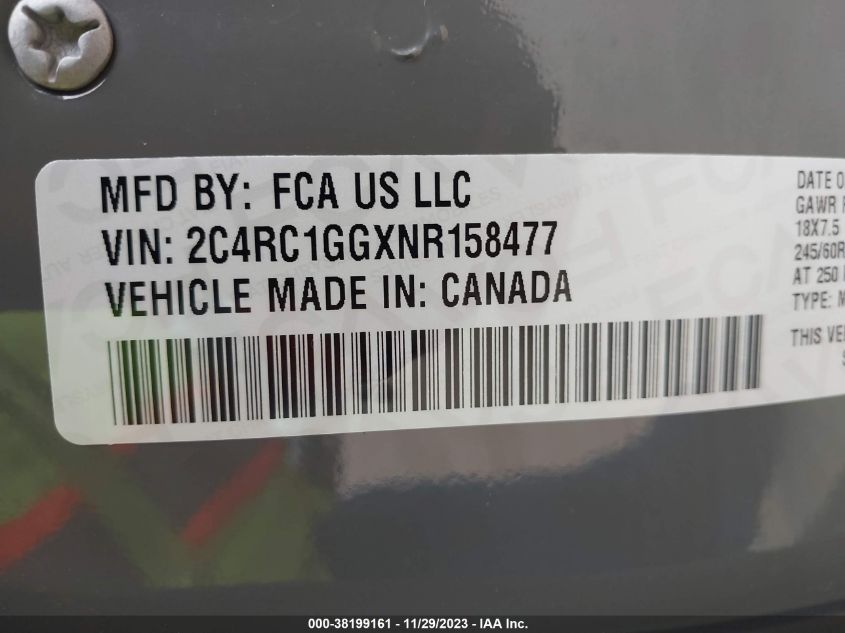 MFD BY: FCA US LLC
VIN: 2C4RC1GGXNR158477
VEHICLE MADE IN: CANADA
DATE O
GAWR
18X7.5
245/60R
AT 250
TYPE:
THIS VE
000-38199161 - 11/29/2023 - IAA Inc.